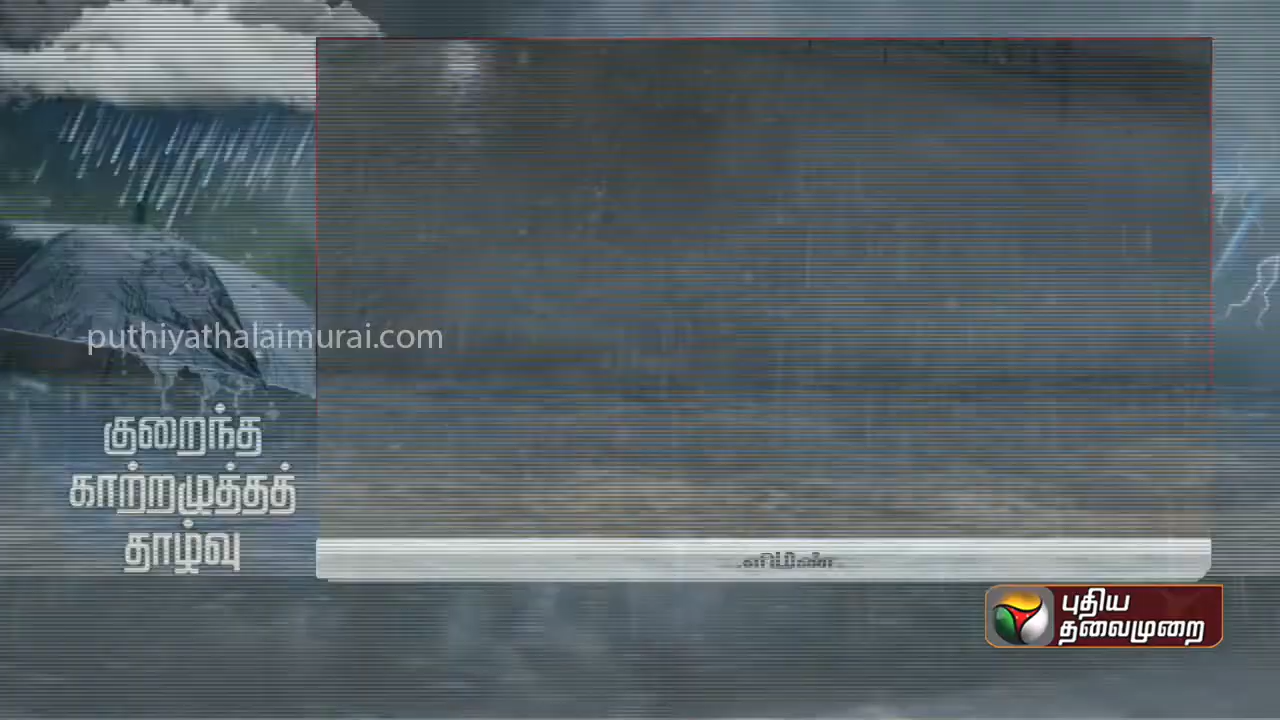 puthiyathalaimurai.com
குறைந்த
காற்றழுத்தத்
தாழ்வு
புதிய
தலைமுறை